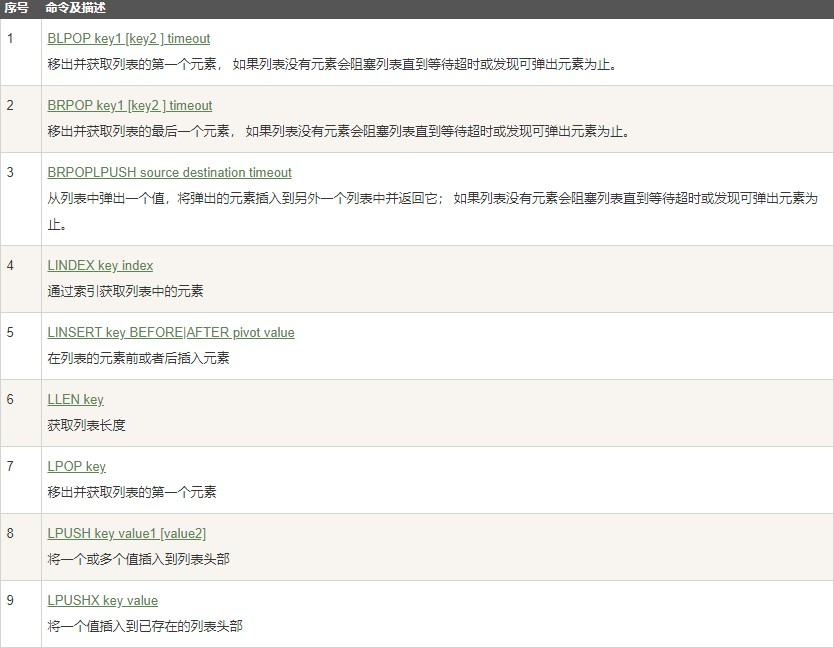 序号 命令及描述
1 BLPOP key1 [key2 ] timeout
移出并获取列表的第一个元素， 如果列表没有元素会阻塞列表直到等待超时或发现可弹出元素为止。
2 BRPOP key1 [key2 ] timeout
移出并获取列表的最后一个元素， 如果列表没有元素会阻塞列表直到等待超时或发现可弹出元素为止。
3 BRPOPLPUSH source destination timeout
从列表中弹出一个值，将弹出的元素插入到另外一个列表中并返回它； 如果列表没有元素会阻塞列表直到等待超时或发现可弹出元素为
止。
4 LINDEX key index
通过索引获取列表中的元素
5 LINSERT key BEFORE|AFTER pivot value
在列表的元素前或者后插入元素
6 LLEN key
获取列表长度
7 LPOP key
移出并获取列表的第一个元素
8 LPUSH key value1 [value2]
将一个或多个值插入到列表头部
9 LPUSHX key value
将一个值插入到已存在的列表头部